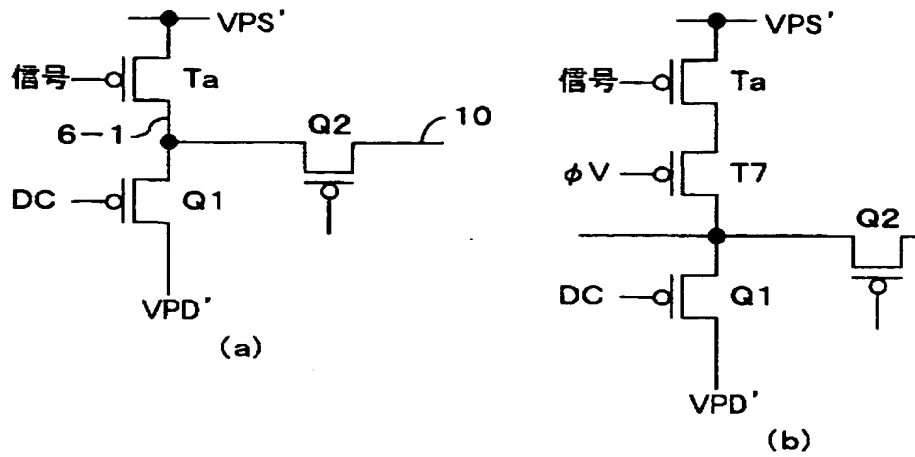 VPS'
信号
Ta
6-1
Q2
10
DC
Q1
VPD'
(a)
VPS'
信号
Ta
φV
T7
Q2
DC
Q1
VPD'
(b)